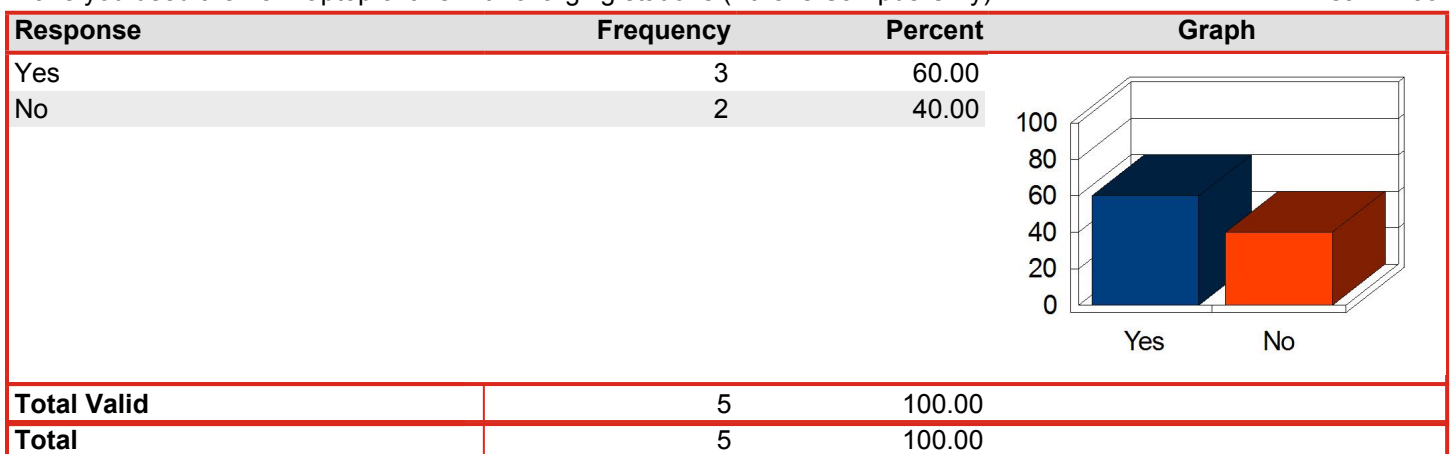 Response Frequency Percent Graph
Yes 3 60.00
No 2 40.00
100
80
60
40
20
0
Yes No
Total Valid 5 100.00
Total 5 100.00